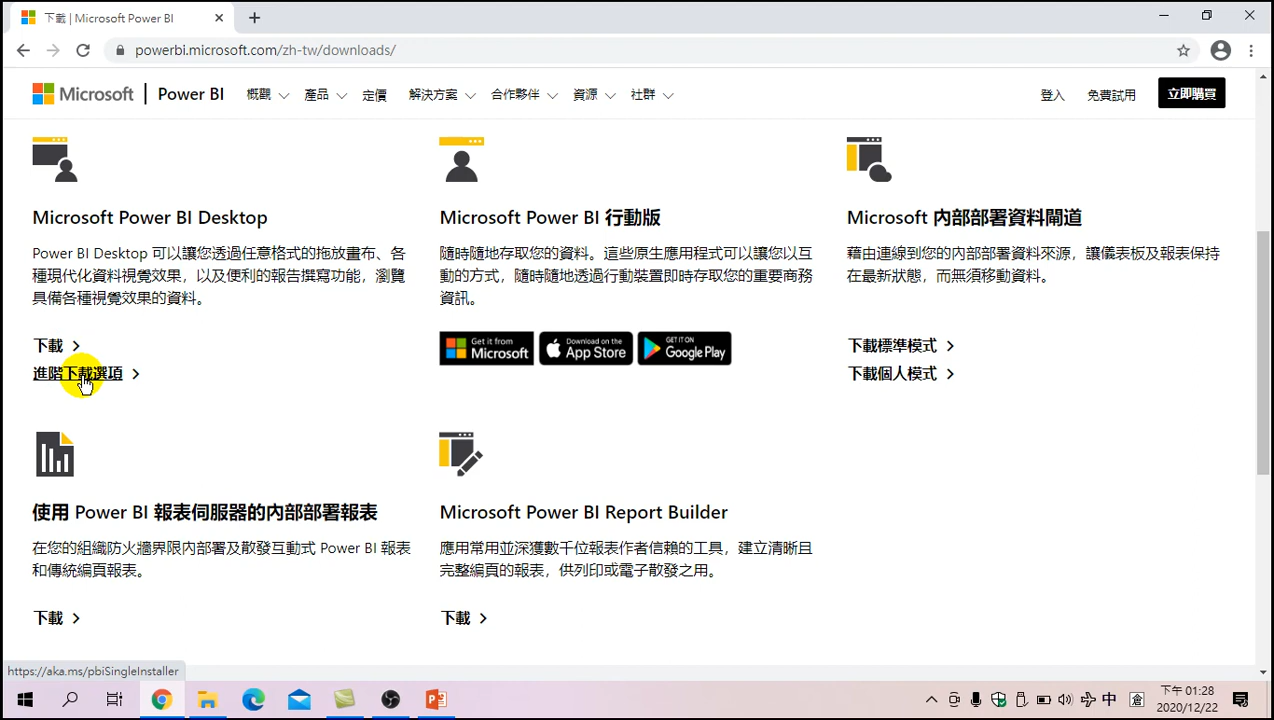 下載 | Microsoft Power BI
powerbi.microsoft.com/zh-tw/downloads/
Microsoft | Power BI 概觀 產品 定價 解決方案 合作夥伴 資源 社群 登入 免費試用 立即購買
Microsoft Power BI Desktop
Power BI Desktop 可以讓您透過任意格式的拖放畫布、各
種現代化資料視覺效果，以及便利的報告撰寫功能，瀏覽
具備各種視覺效果的資料。
下載
進階下載選項
Microsoft Power BI 行動版
隨時隨地存取您的資料。這些原生應用程式可以讓您以互
動的方式，隨時隨地透過行動裝置即時存取您的重要商務
資訊。
Get it from
Microsoft
Download on the
App Store
GET IT ON
Google Play
Microsoft 內部部署資料閘道
藉由連線到您的內部部署資料來源，讓儀表板及報表保持
在最新狀態，而無須移動資料。
下載標準模式
下載個人模式
使用 Power BI 報表伺服器的內部部署報表
在您的組織防火牆界限內部署及散發互動式 Power BI 報表
和傳統編頁報表。
下載
Microsoft Power BI Report Builder
應用常用並深獲數千位報表作者信賴的工具，建立清晰且
完整編頁的報表，供列印或電子散發之用。
下載
https://aka.ms/pbiSingleInstaller
中 倉
下午 01:28
2020/12/22